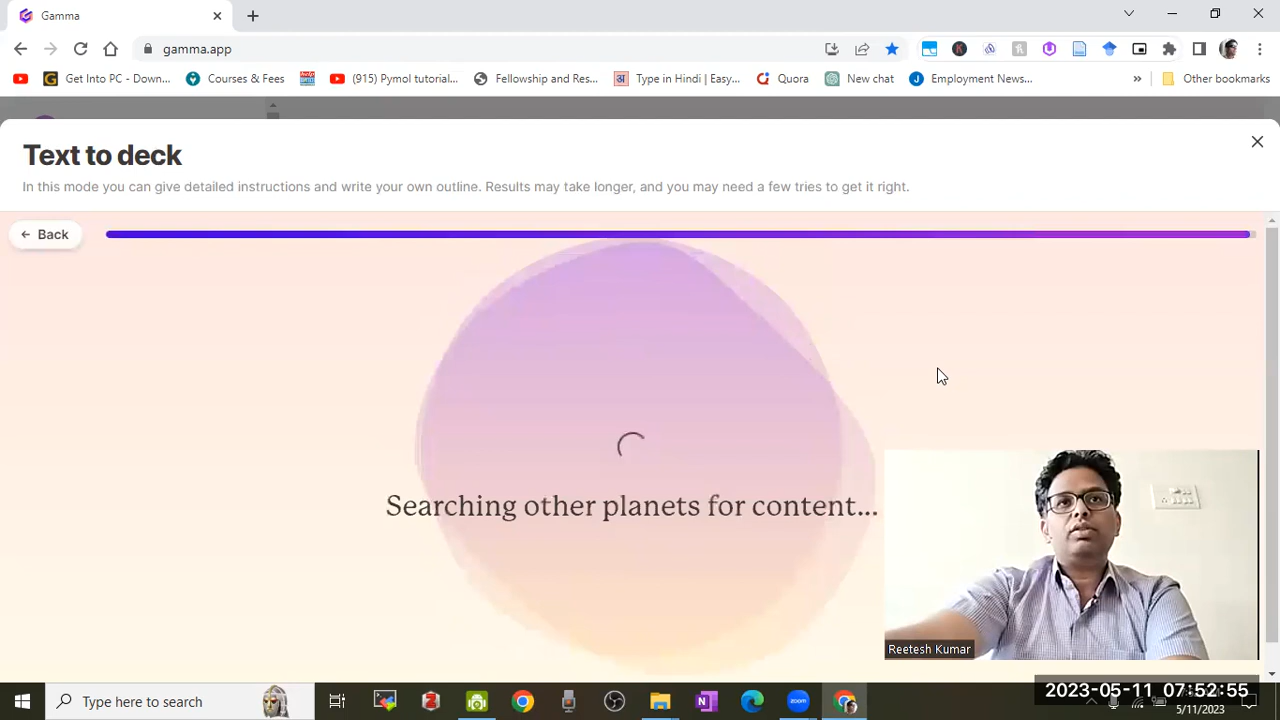 Gamma
gamma.app
Get Into PC - Down...
Courses & Fees
(915) Pymol tutorial...
Fellowship and Res...
Type in Hindi | Easy...
Quora
New chat
Employment News...
»
Other bookmarks
Text to deck
In this mode you can give detailed instructions and write your own outline. Results may take longer, and you may need a few tries to get it right.
← Back
Searching other planets for content...
Reetesh Kumar
Type here to search
zoom
2023-05-11 07:52:55
5/11/2023